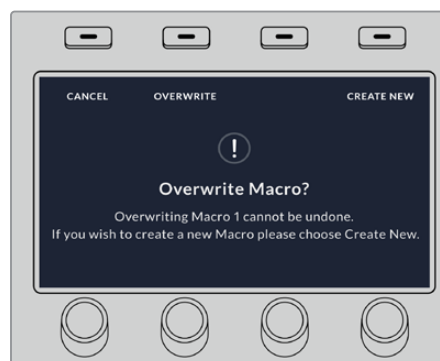 CANCEL OVERWRITE CREATE NEW
!
Overwrite Macro?
Overwriting Macro 1 cannot be undone.
If you wish to create a new Macro please choose Create New.